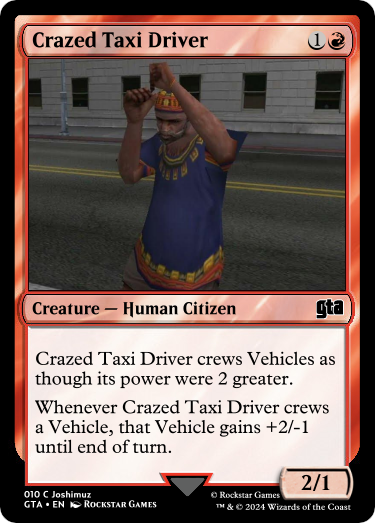 Crazed Taxi Driver 1
Creature — Human Citizen gta
Crazed Taxi Driver crews Vehicles as
though its power were 2 greater.
Whenever Crazed Taxi Driver crews
a Vehicle, that Vehicle gains +2/-1
until end of turn.
2/1
010 C Joshimuz
GTA • EN Rockstar Games
© Rockstar Games
™ & © 2024 Wizards of the Coast